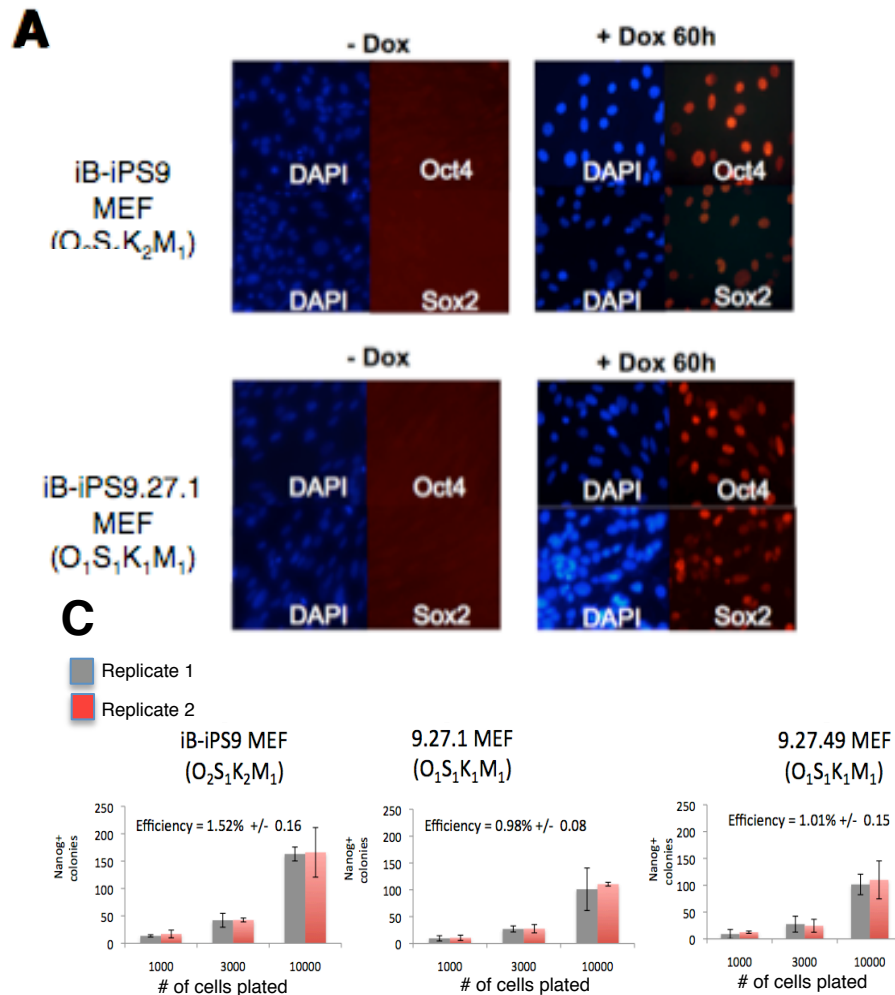 A
- Dox
+ Dox 60h
iB-iPS9
MEF
K₂M₁)
DAPI
Oct4
DAPI
Sox2
DAPI
Oct4
DAPI
Sox2
- Dox
+ Dox 60h
iB-iPS9.27.1
MEF
(O₁S₁K₁M₁)
DAPI
Oct4
DAPI
Sox2
DAPI
Oct4
DAPI
Sox2
C
Replicate 1
Replicate 2
iB-iPS9 MEF
(O₂S₁K₂M₁)
Efficiency = 1.52% +/- 0.16
Nanog+
colonies
250
200
150
100
50
0
1000 3000 10000
# of cells plated
9.27.1 MEF
(O₁S₁K₁M₁)
Efficiency = 0.98% +/- 0.08
Nanog+
colonies
250
200
150
100
50
0
1000 3000 10000
# of cells plated
9.27.49 MEF
(O₁S₁K₁M₁)
Efficiency = 1.01% +/- 0.15
Nanog+
colonies
250
200
150
100
50
0
1000 3000 10000
# of cells plated